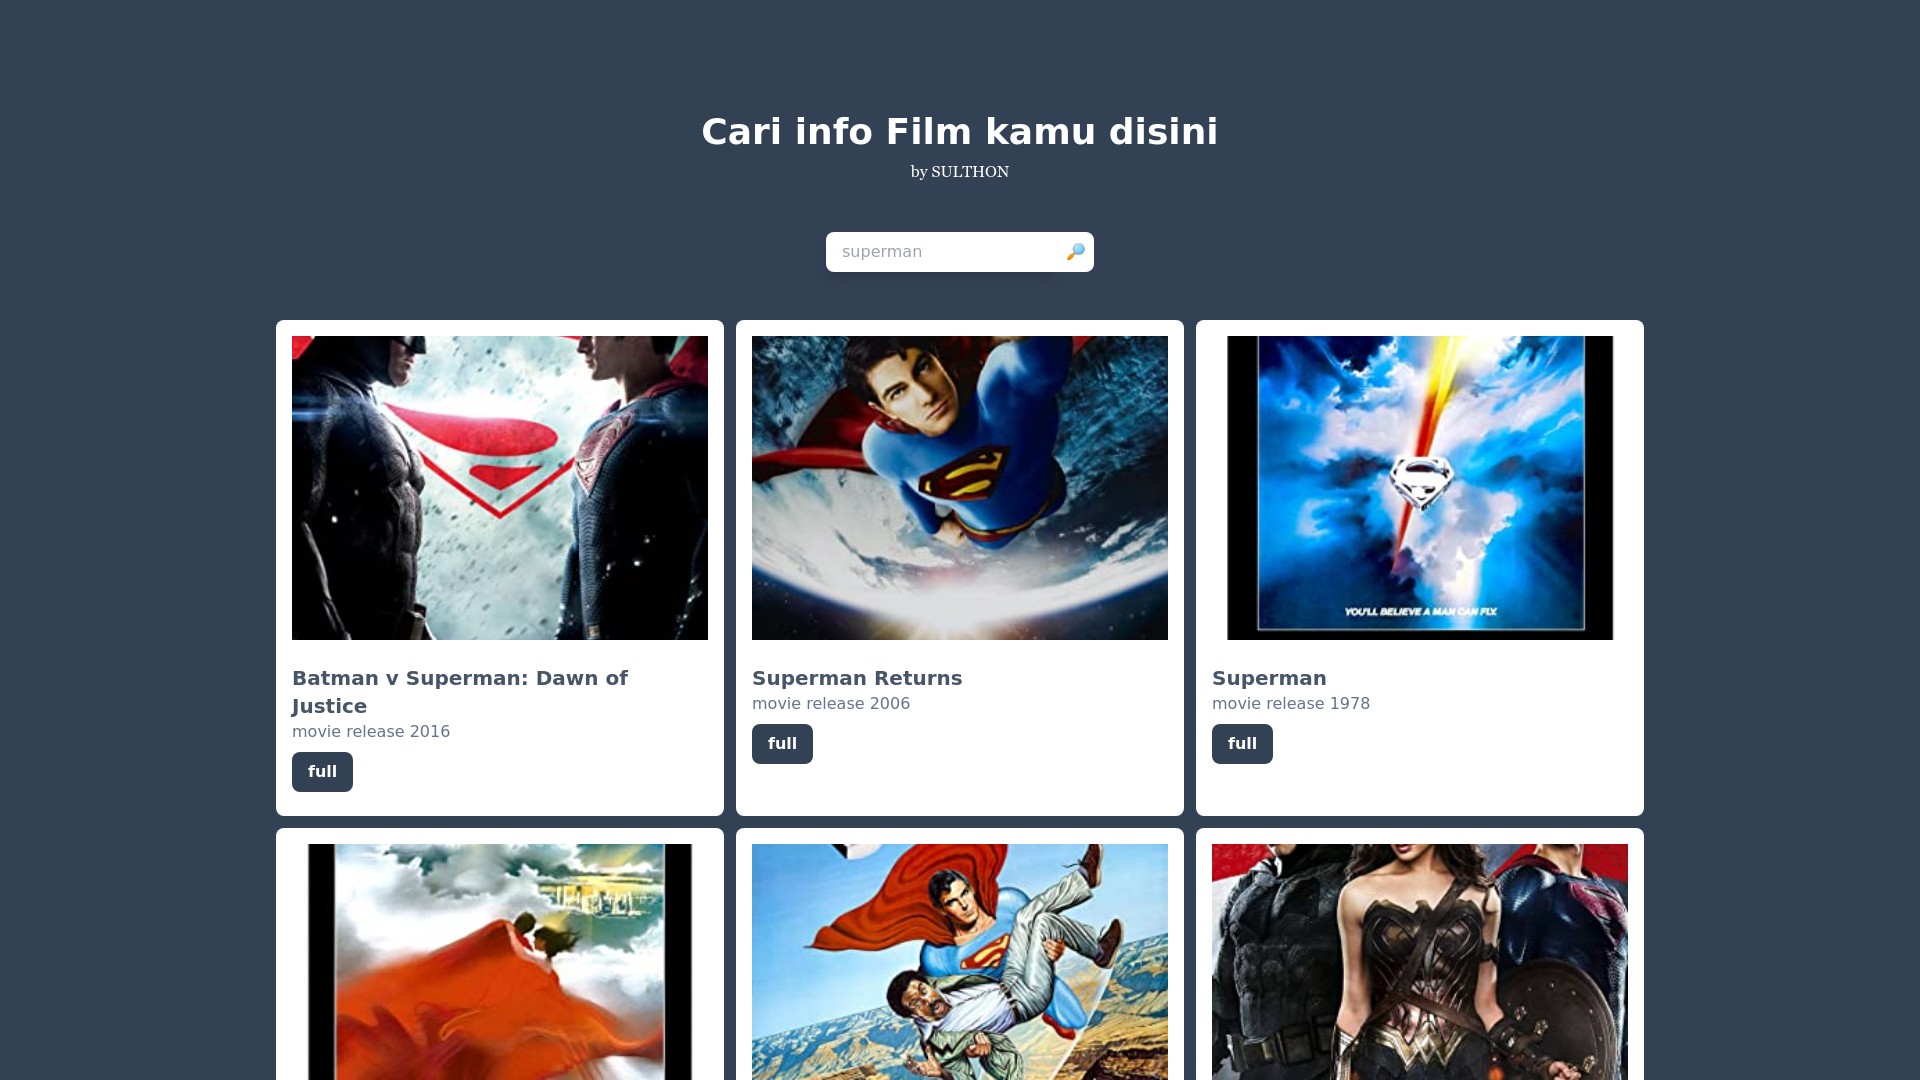 Cari info Film kamu disini
by SULTHON
superman
YOU'LL BELIEVE A MAN CAN FLY.
Batman v Superman: Dawn of
Justice
movie release 2016
full
Superman Returns
movie release 2006
full
Superman
movie release 1978
full